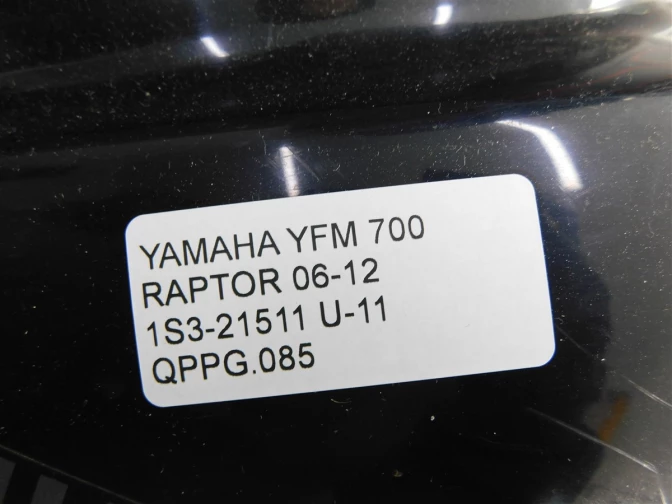 YAMAHA YFM 700
RAPTOR 06-12
1S3-21511 U-11
QPPG.085